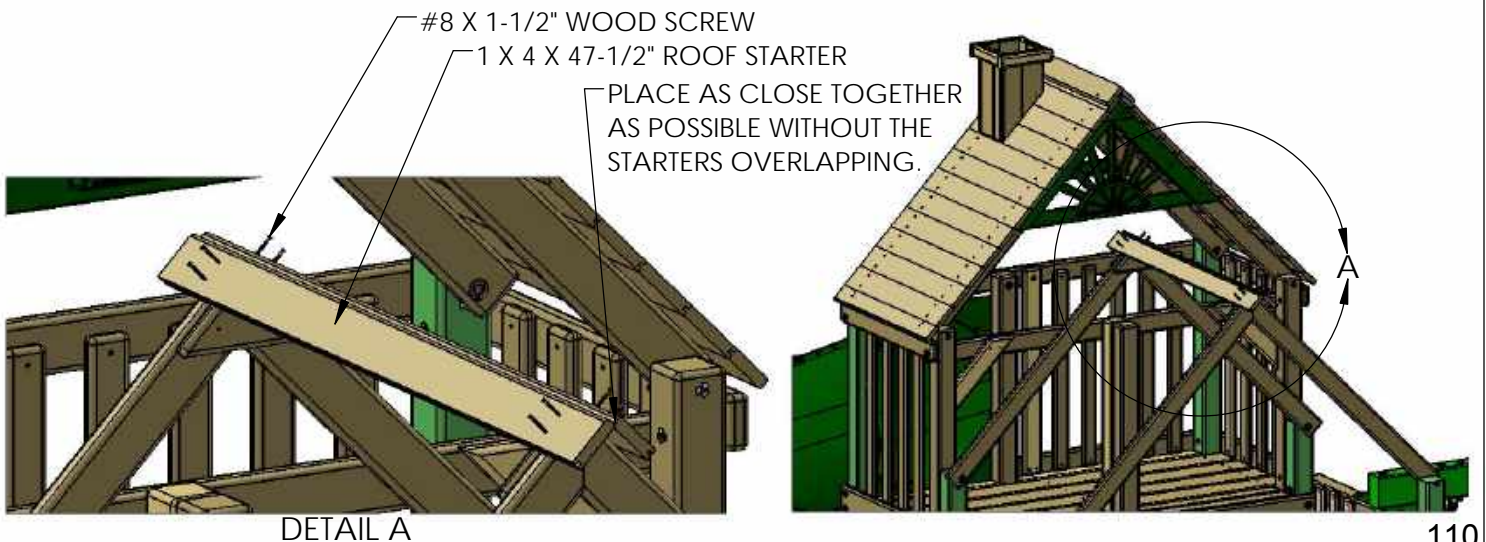 #8 X 1-1/2" WOOD SCREW
1 X 4 X 47-1/2" ROOF STARTER
PLACE AS CLOSE TOGETHER
AS POSSIBLE WITHOUT THE
STARTERS OVERLAPPING.
A
DETAIL A
110